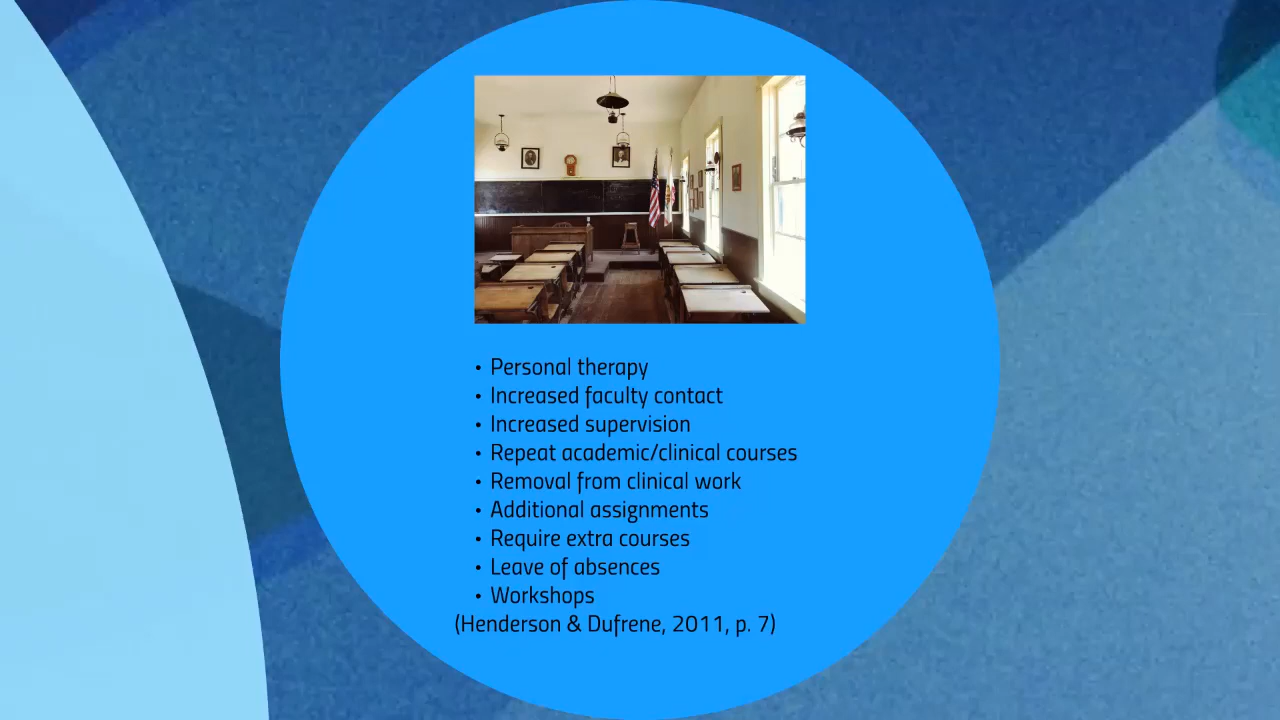 • Personal therapy
• Increased faculty contact
• Increased supervision
• Repeat academic/clinical courses
• Removal from clinical work
• Additional assignments
• Require extra courses
• Leave of absences
• Workshops
(Henderson & Dufrene, 2011, p. 7)